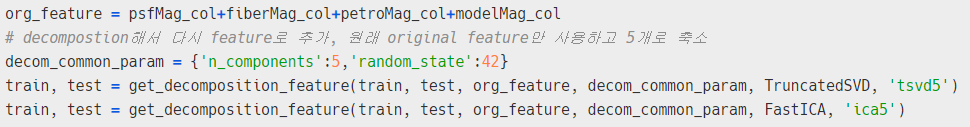 org_feature = psfMag_col+fiberMag_col+petroMag_col+modelMag_col
# decompostion해서 다시 feature로 추가, 원래 original feature만 사용하고 5개로 축소
decom_common_param = {'n_components':5,'random_state':42}
train, test = get_decomposition_feature(train, test, org_feature, decom_common_param, TruncatedSVD, 'tsvd5')
train, test = get_decomposition_feature(train, test, org_feature, decom_common_param, FastICA, 'ica5')